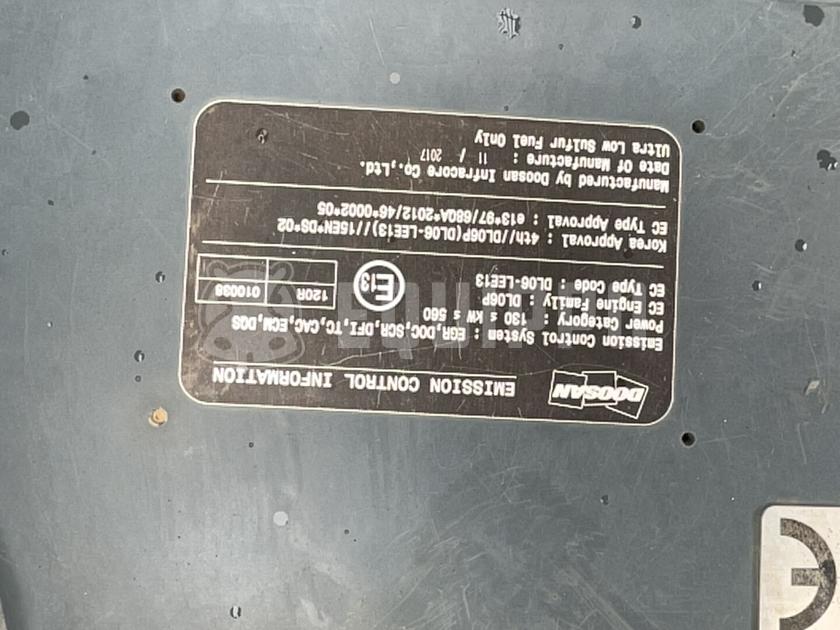 DOOSAN EMISSION CONTROL INFORMATION
Emission Control System : EGR,DOC,SCR,DFI,TC,CAC,ECM,DQS
Power Category : 130 ≤ kW ≤ 560
EC Engine Family : DL06P
EC Type Code : DL06-LEE13
E13
120R 010038
Korea Approval : 4th//DL06P(DL06-LEE13)//15EN*DS*02
EC Type Approval : e13*97/68QA*2012/46*0002*05
Manufactured by Doosan Infracore Co.,Ltd.
Date Of Manufacture : 11 / 2017
Ultra Low Sulfur Fuel Only
CE